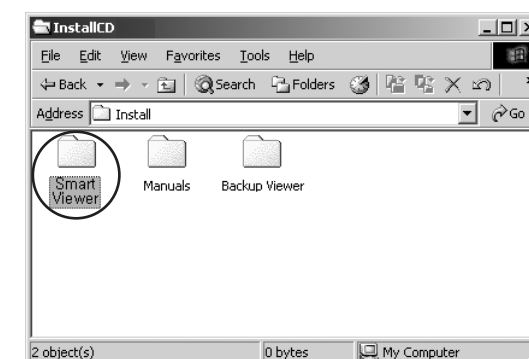 InstallCD
File Edit View Favorites Tools Help
Back Search Folders
Address Install Go
Smart
Viewer
Manuals
Backup Viewer
2 object(s) 0 bytes My Computer